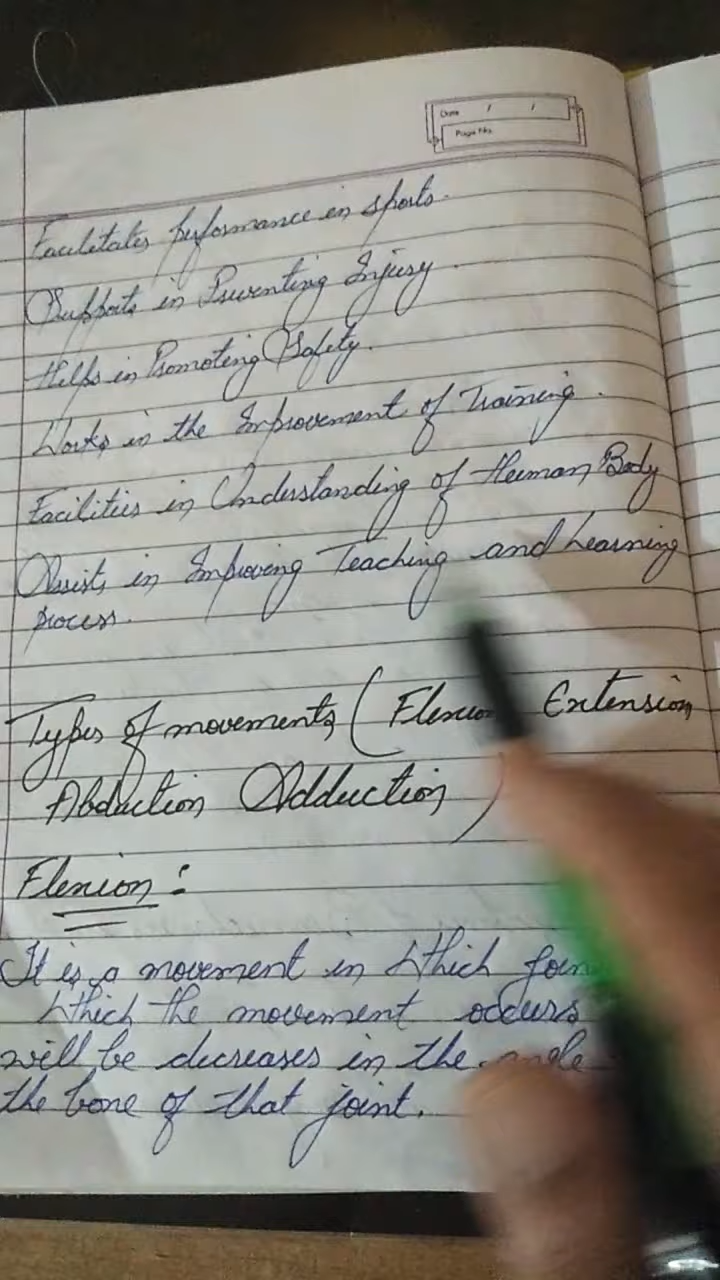 Date / /
Page No.
Facilitates performance in sports.
Supports in Preventing Injury.
Helps in Promoting Safety.
Works in the Improvement of Training.
Facilities in Understanding of Human Body
Assists in Improving Teaching and Learning
process.
Types of movements (Flexion Extension
Abduction Adduction)
Flexion :
It is a movement in which
which the movement occurs
will be decreases in the angle
the bone of that joint.